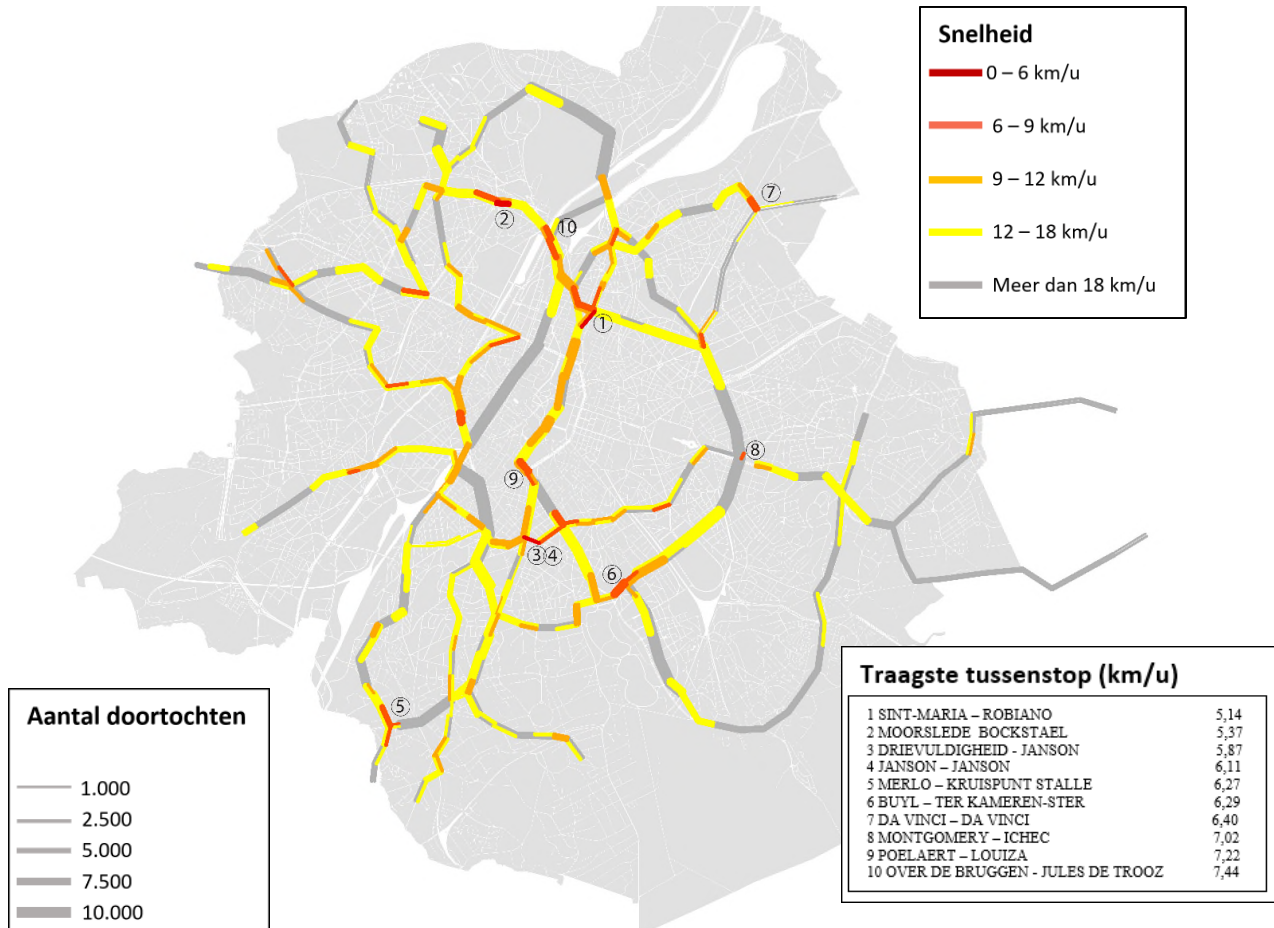 Snelheid
0 – 6 km/u
6 – 9 km/u
9 – 12 km/u
12 – 18 km/u
Meer dan 18 km/u
7
2
10
1
8
9
3 4
6
5
Aantal doortochten
1.000
2.500
5.000
7.500
10.000
Traagste tussenstop (km/u)
1 SINT-MARIA – ROBIANO 5,14
2 MOORSLEDE BOCKSTAEL 5,37
3 DRIEVULDIGHEID - JANSON 5,87
4 JANSON – JANSON 6,11
5 MERLO – KRUISPUNT STALLE 6,27
6 BUYL – TER KAMEREN-STER 6,29
7 DA VINCI – DA VINCI 6,40
8 MONTGOMERY – ICHEC 7,02
9 POELAERT – LOUIZA 7,22
10 OVER DE BRUGGEN - JULES DE TROOZ 7,44